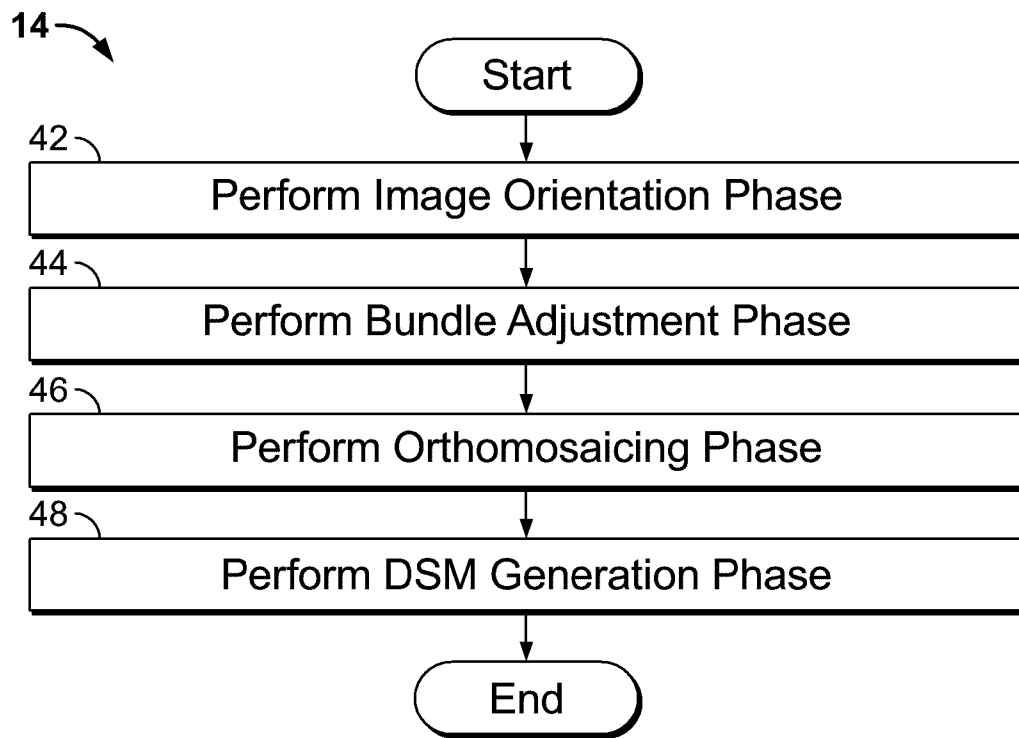 14
Start
42
Perform Image Orientation Phase
44
Perform Bundle Adjustment Phase
46
Perform Orthomosaicing Phase
48
Perform DSM Generation Phase
End